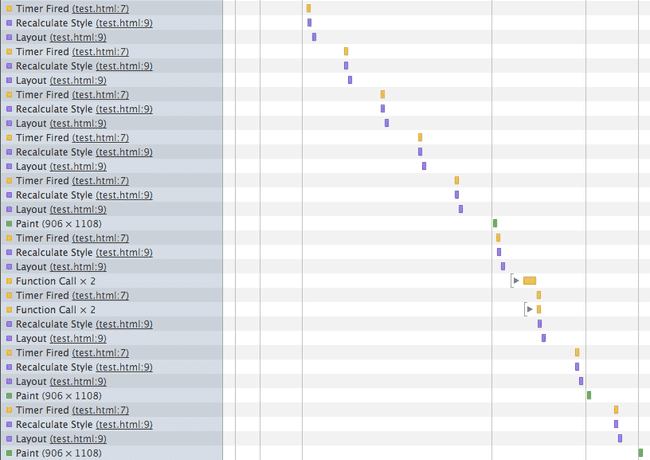 Timer Fired (test.html:7)
Recalculate Style (test.html:9)
Layout (test.html:9)
Timer Fired (test.html:7)
Recalculate Style (test.html:9)
Layout (test.html:9)
Timer Fired (test.html:7)
Recalculate Style (test.html:9)
Layout (test.html:9)
Timer Fired (test.html:7)
Recalculate Style (test.html:9)
Layout (test.html:9)
Timer Fired (test.html:7)
Recalculate Style (test.html:9)
Layout (test.html:9)
Paint (906 × 1108)
Timer Fired (test.html:7)
Recalculate Style (test.html:9)
Layout (test.html:9)
Function Call × 2
Timer Fired (test.html:7)
Function Call × 2
Recalculate Style (test.html:9)
Layout (test.html:9)
Timer Fired (test.html:7)
Recalculate Style (test.html:9)
Layout (test.html:9)
Paint (906 × 1108)
Timer Fired (test.html:7)
Recalculate Style (test.html:9)
Layout (test.html:9)
Paint (906 × 1108)